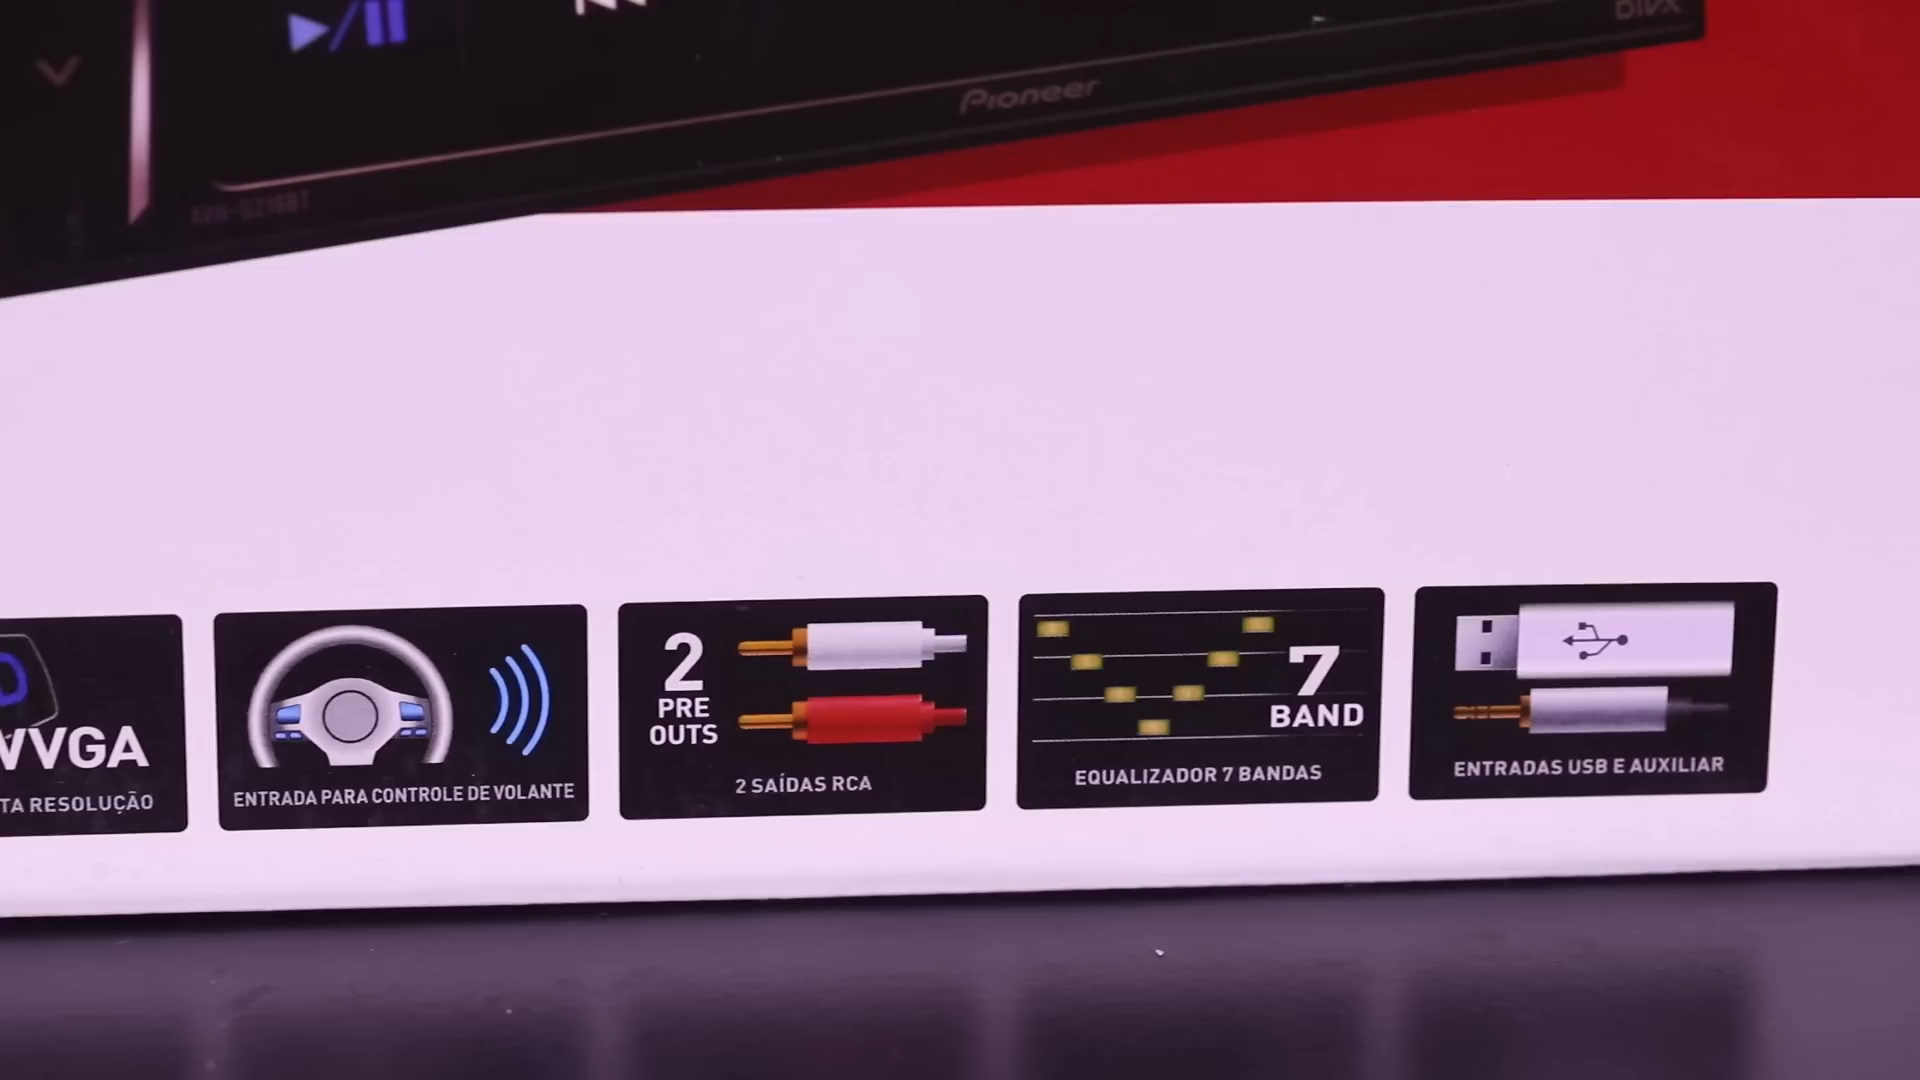 DIVX
Pioneer
WVGA
TA RESOLUÇÃO
ENTRADA PARA CONTROLE DE VOLANTE
2
PRE
OUTS
2 SAÍDAS RCA
7
BAND
EQUALIZADOR 7 BANDAS
ENTRADAS USB E AUXILIAR